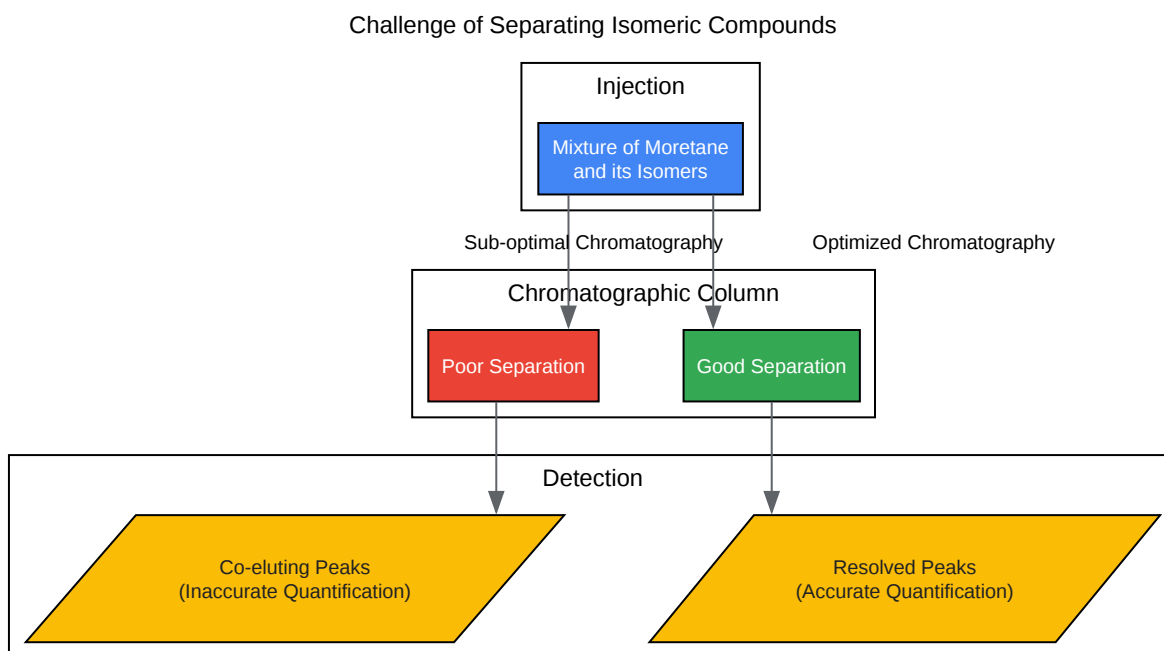 Challenge of Separating Isomeric Compounds
Injection
Mixture of Moretane
and its Isomers
Sub-optimal Chromatography
Optimized Chromatography
Chromatographic Column
Poor Separation
Good Separation
Detection
Co-eluting Peaks
(Inaccurate Quantification)
Resolved Peaks
(Accurate Quantification)